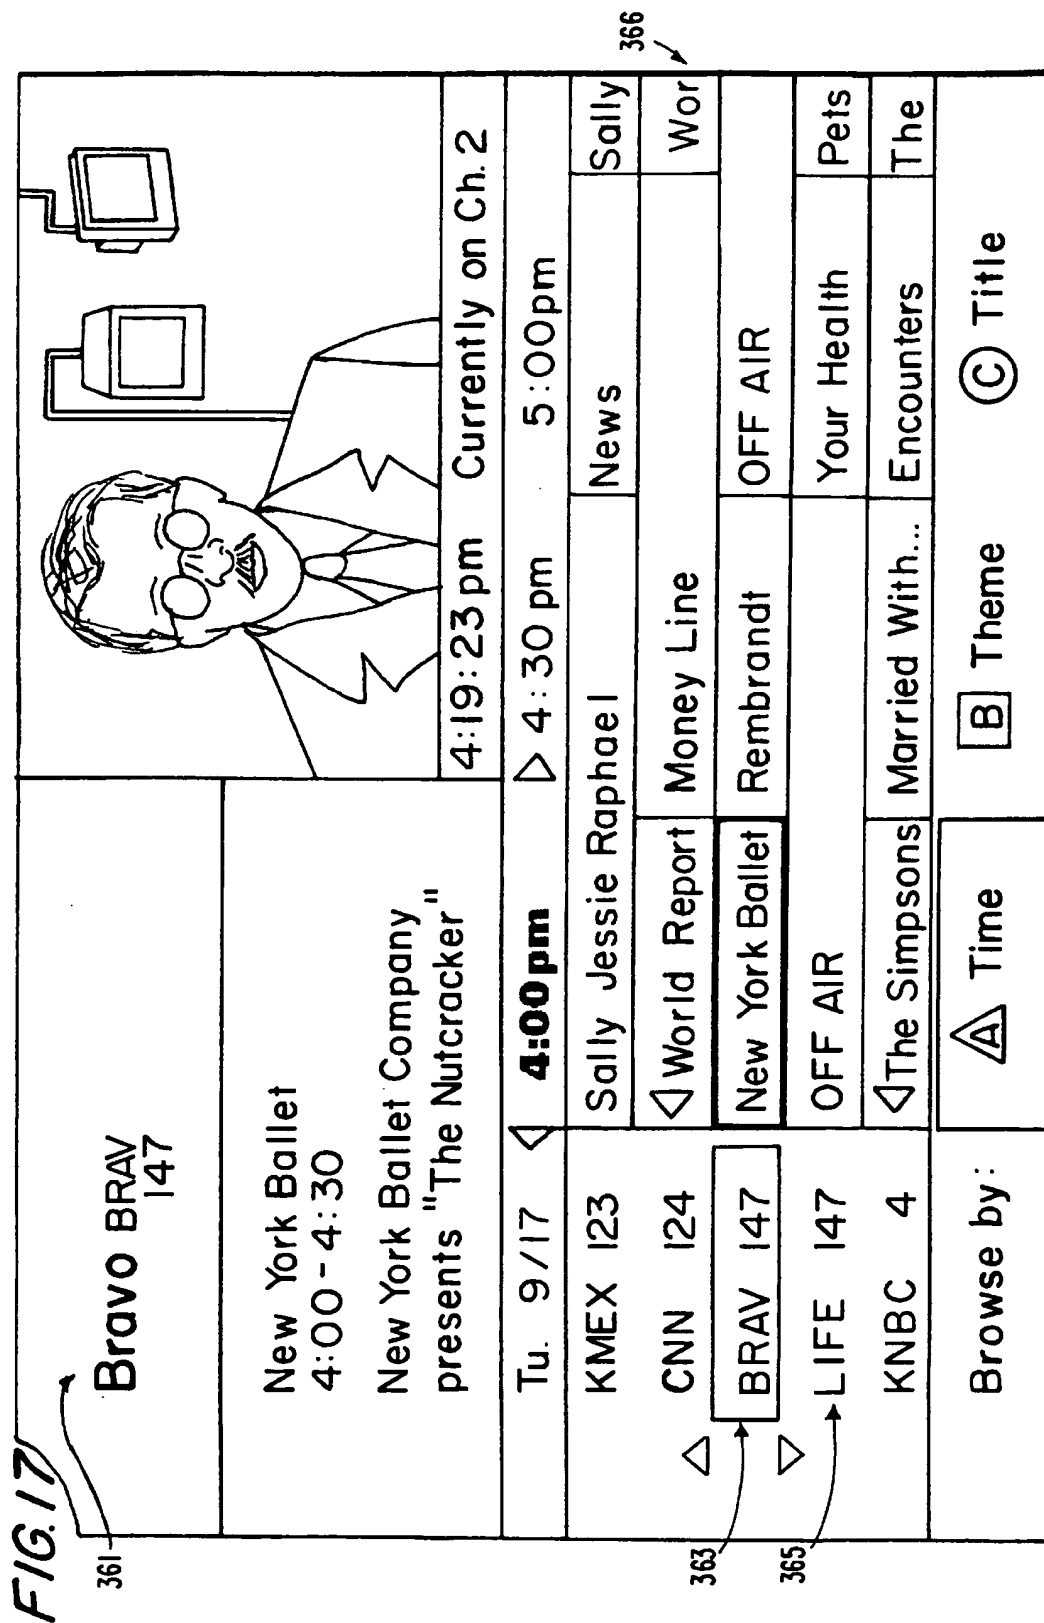 FIG.17
361
Bravo BRAV
147
New York Ballet
4:00-4:30
New York Ballet Company
presents "The Nutcracker"
4:19:23 pm Currently on Ch. 2
Tu. 9/17 4:00pm 4:30 pm 5:00pm
366
KMEX 123 Sally Jessie Raphael News Sally
CNN 124 World Report Money Line Wor
363
BRAV 147 New York Ballet Rembrandt OFF AIR
365
LIFE 147 OFF AIR Your Health Pets
KNBC 4 The Simpsons Married With... Encounters The
Browse by: A Time B Theme C Title